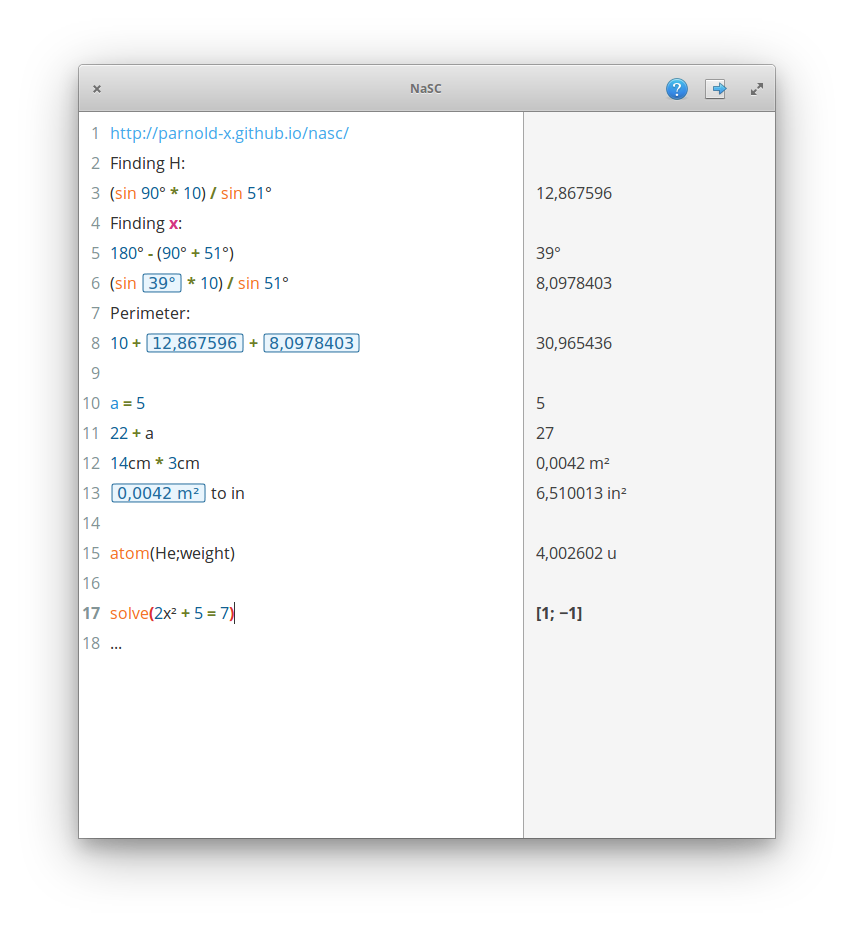 NaSC
1 http://parnold-x.github.io/nasc/
2 Finding H:
3 (sin 90° * 10) / sin 51° 12,867596
4 Finding x:
5 180° - (90° + 51°) 39°
6 (sin 39° * 10) / sin 51° 8,0978403
7 Perimeter:
8 10 + 12,867596 + 8,0978403 30,965436
9
10 a = 5 5
11 22 + a 27
12 14cm * 3cm 0,0042 m²
13 0,0042 m² to in 6,510013 in²
14
15 atom(He;weight) 4,002602 u
16
17 solve(2x² + 5 = 7) [1; −1]
18 ...